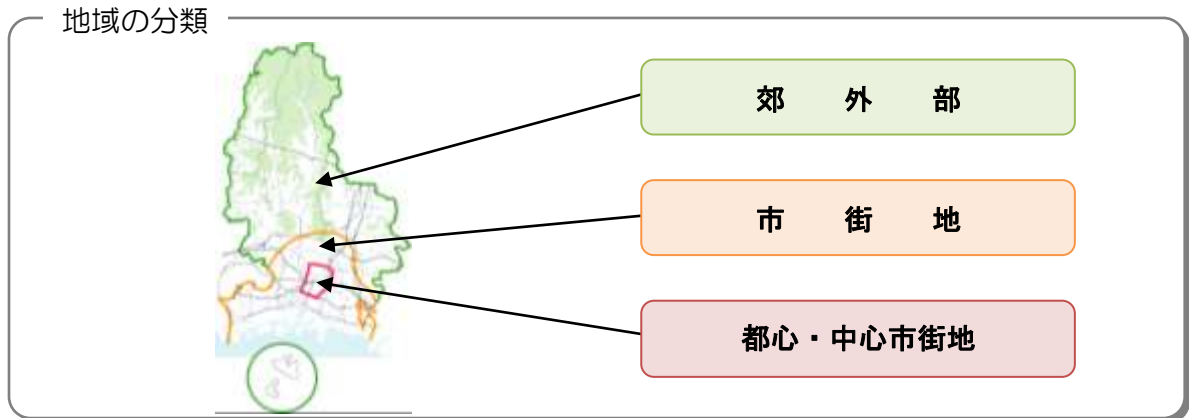 地域の分類
郊外部
市街地
都心・中心市街地